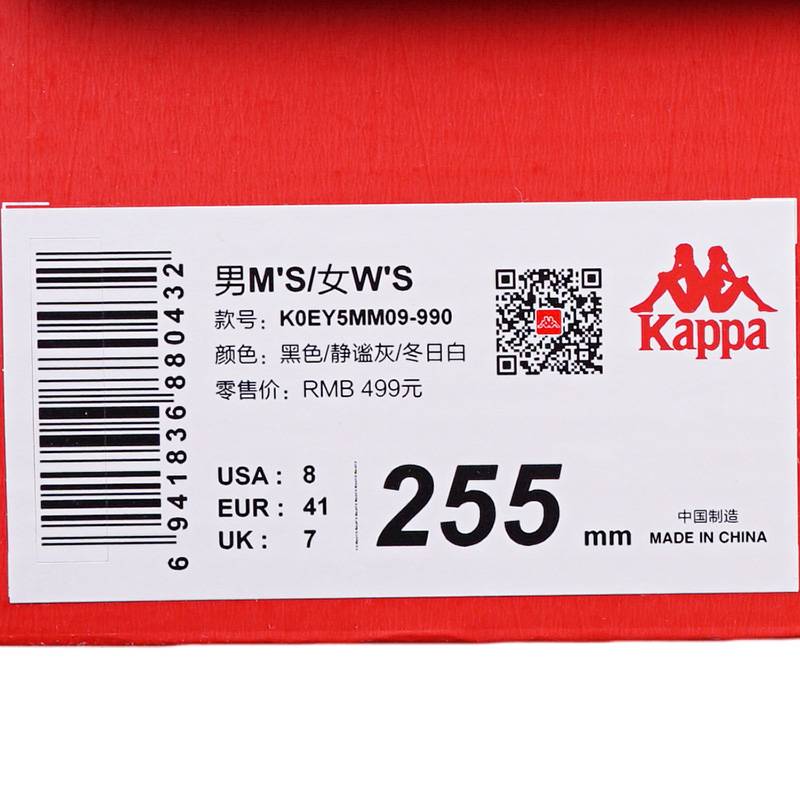 男M'S/女W'S
款号：K0EY5MM09-990
颜色：黑色/静谧灰/冬日白
零售价：RMB 499元
6 941836 880432
Kappa
USA： 8
EUR： 41
UK： 7
255 mm
中国制造
MADE IN CHINA